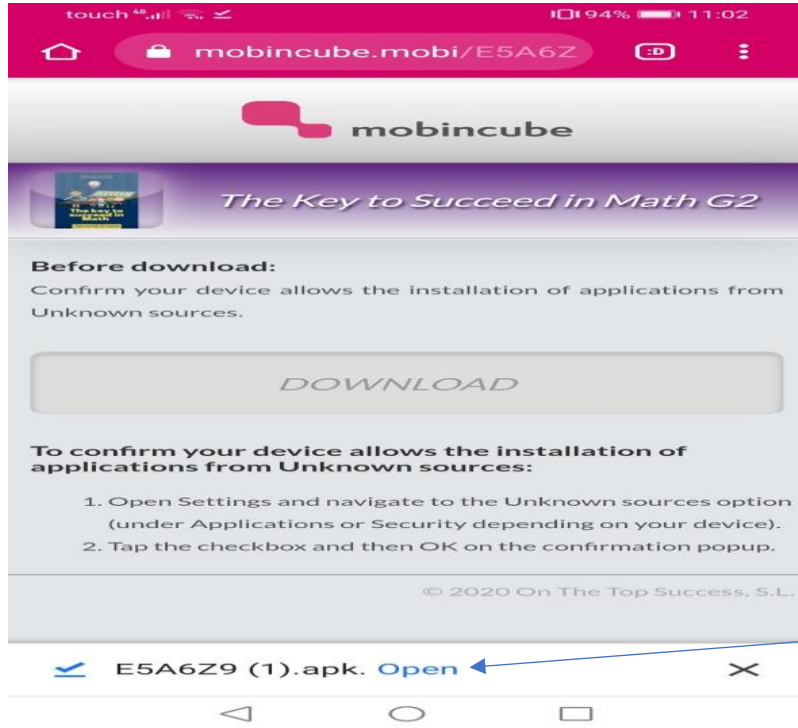 touch 4G 94% 11:02
mobincube.mobi/E5A6Z :D
mobincube
The key to
succeed in
Math
The Key to Succeed in Math G2
Before download:
Confirm your device allows the installation of applications from
Unknown sources.
DOWNLOAD
To confirm your device allows the installation of
applications from Unknown sources:
1. Open Settings and navigate to the Unknown sources option
(under Applications or Security depending on your device).
2. Tap the checkbox and then OK on the confirmation popup.
© 2020 On The Top Success, S.L.
E5A6Z9 (1).apk. Open